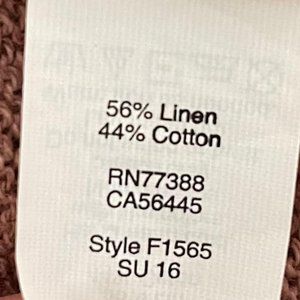 56% Linen
44% Cotton
RN77388
CA56445
Style F1565
SU 16